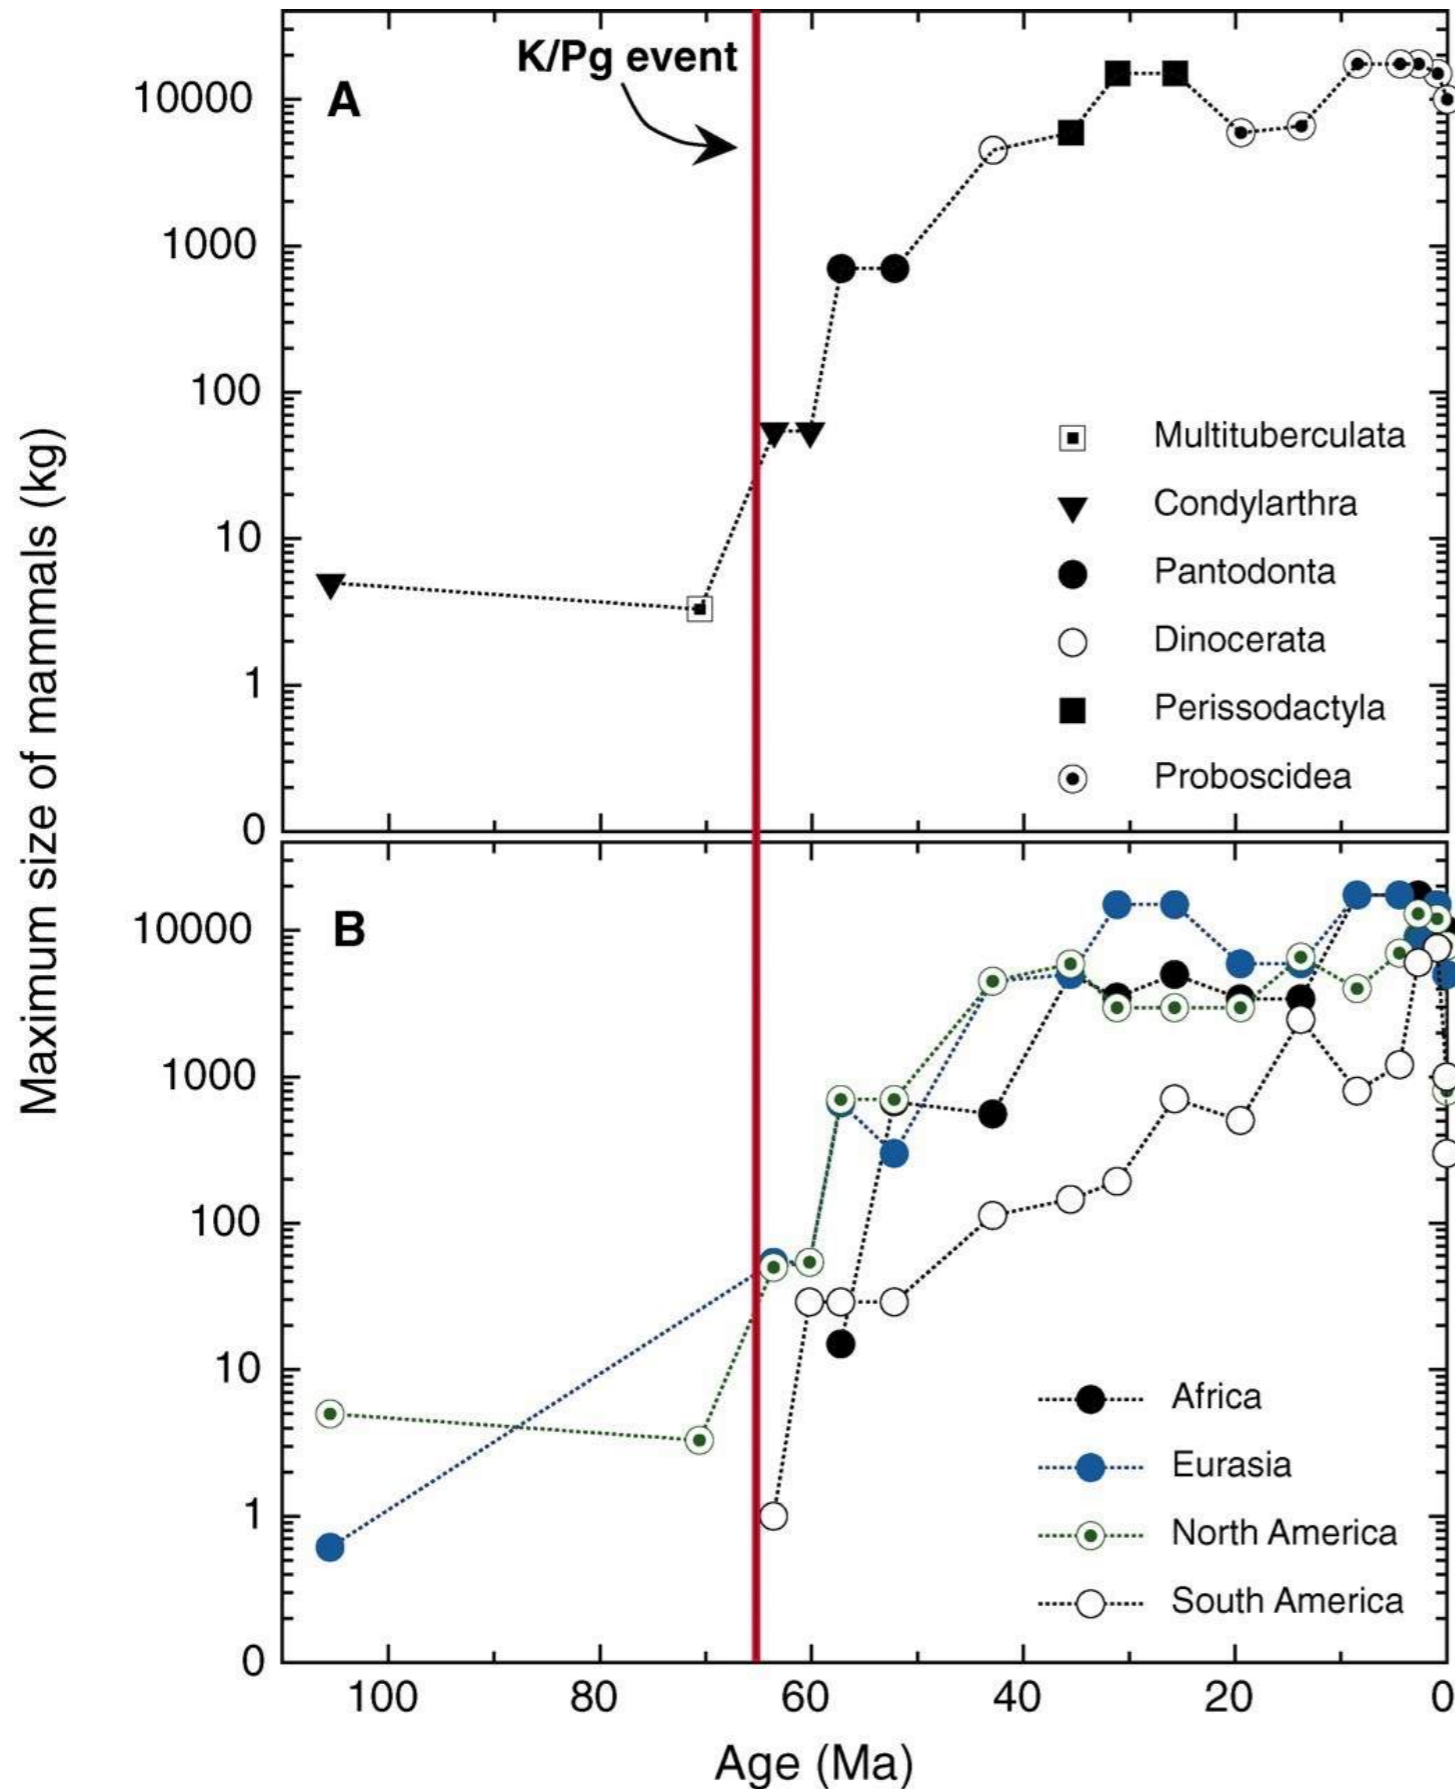 K/Pg event
A
10000
1000
100
10
1
0
Multituberculata
Condylarthra
Pantodonta
Dinocerata
Perissodactyla
Proboscidea
Maximum size of mammals (kg)
B
10000
1000
100
10
1
0
Africa
Eurasia
North America
South America
100 80 60 40 20 0
Age (Ma)